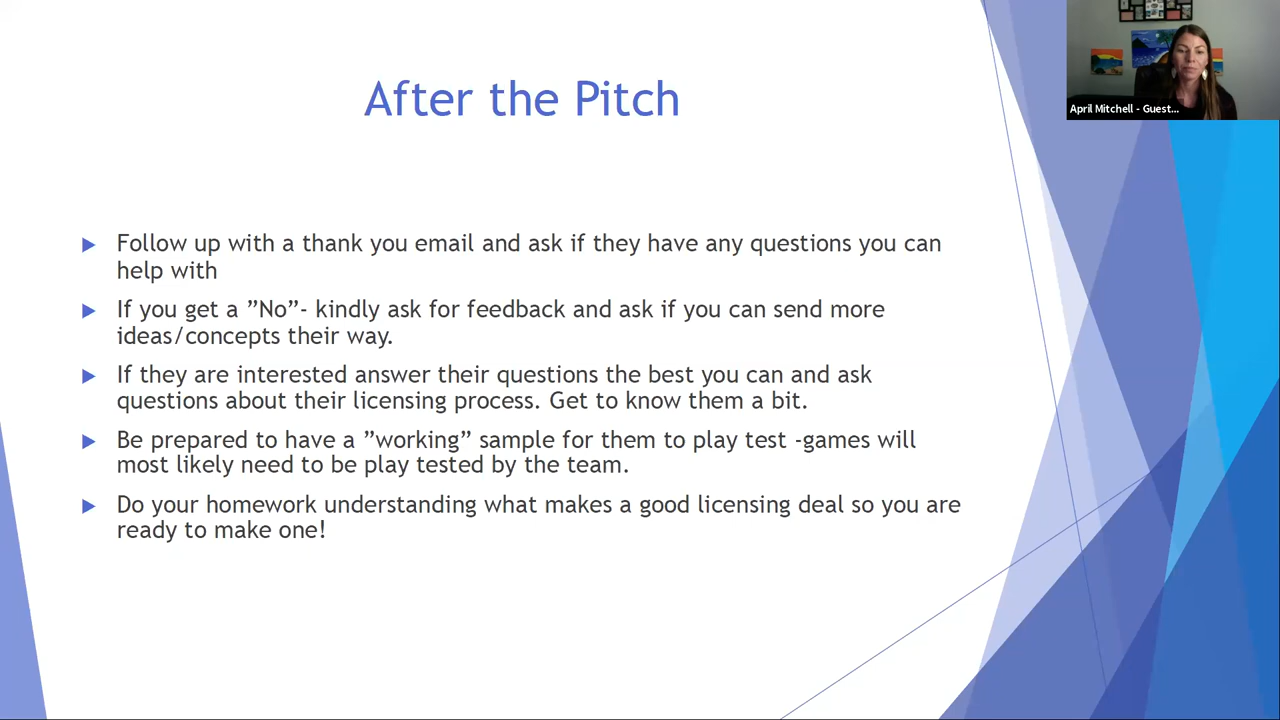 After the Pitch
April Mitchell - Guest...
Follow up with a thank you email and ask if they have any questions you can
help with
If you get a ”No”- kindly ask for feedback and ask if you can send more
ideas/concepts their way.
If they are interested answer their questions the best you can and ask
questions about their licensing process. Get to know them a bit.
Be prepared to have a ”working” sample for them to play test -games will
most likely need to be play tested by the team.
Do your homework understanding what makes a good licensing deal so you are
ready to make one!